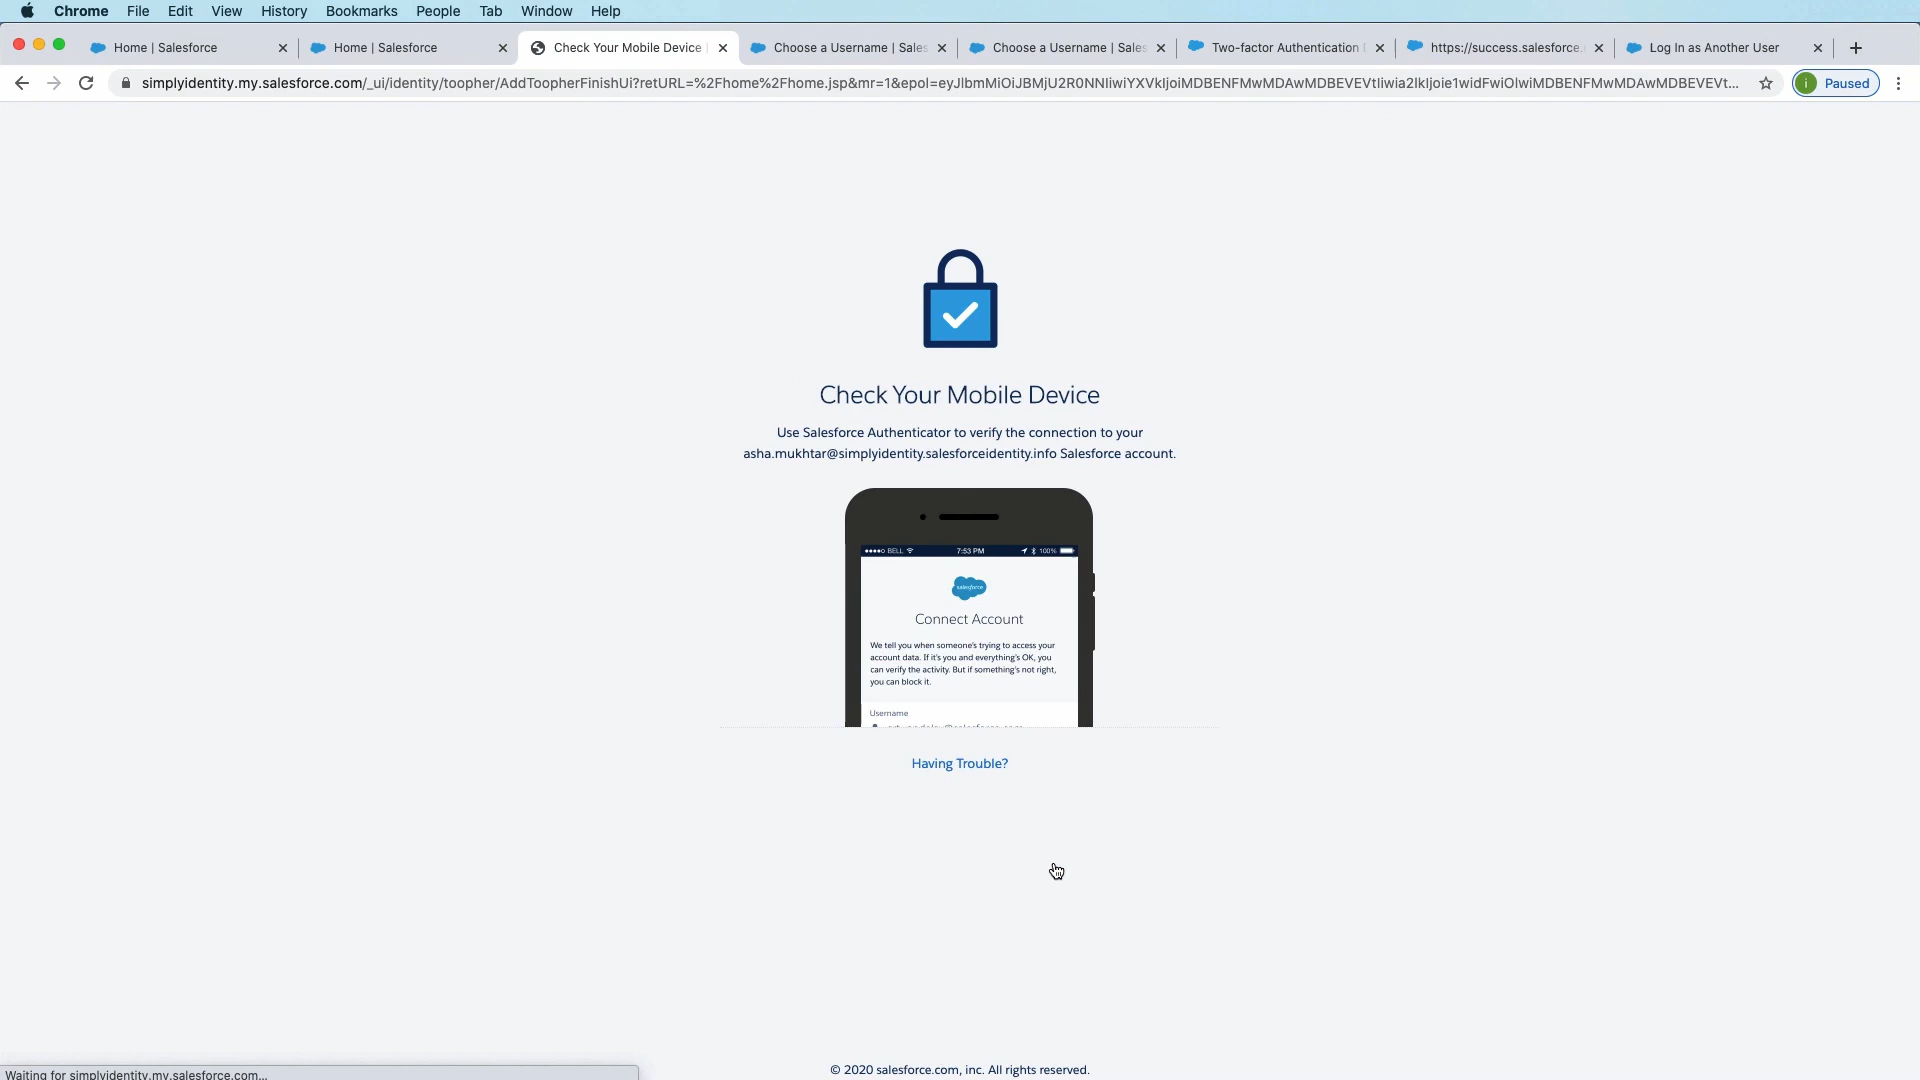 Chrome File Edit View History Bookmarks People Tab Window Help
Home | Salesforce
Home | Salesforce
Check Your Mobile Device |
Choose a Username | Sales
Choose a Username | Sales
Two-factor Authentication
https://success.salesforce.
Log In as Another User
simplyidentity.my.salesforce.com/_ui/identity/toopher/AddToopherFinishUi?retURL=%2Fhome%2Fhome.jsp&mr=1&epol=
Paused
Check Your Mobile Device
Use Salesforce Authenticator to verify the connection to your
asha.mukhtar@simplyidentity.salesforceidentity.info Salesforce account.
BELL 7:53 PM 100%
salesforce
Connect Account
We tell you when someone's trying to access your
account data. If it's you and everything's OK, you
can verify the activity. But if something's not right,
you can block it.
Username
Having Trouble?
© 2020 salesforce.com, inc. All rights reserved.
Waiting for simplyidentity.my.salesforce.com...